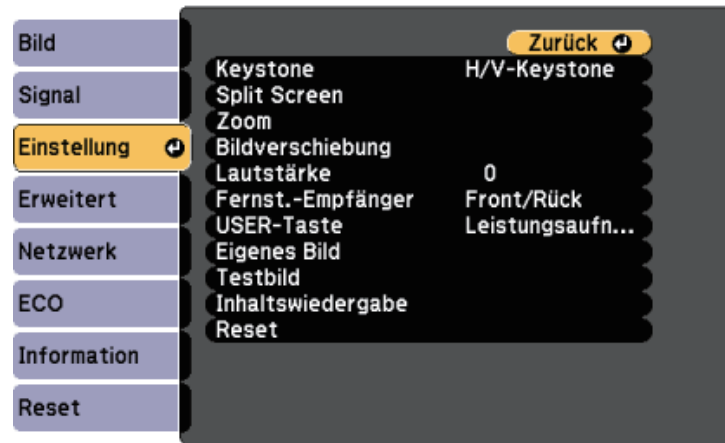 Bild
Signal
Einstellung
Erweitert
Netzwerk
ECO
Information
Reset
Zurück
Keystone H/V-Keystone
Split Screen
Zoom
Bildverschiebung
Lautstärke 0
Fernst.-Empfänger Front/Rück
USER-Taste Leistungsaufn...
Eigenes Bild
Testbild
Inhaltswiedergabe
Reset